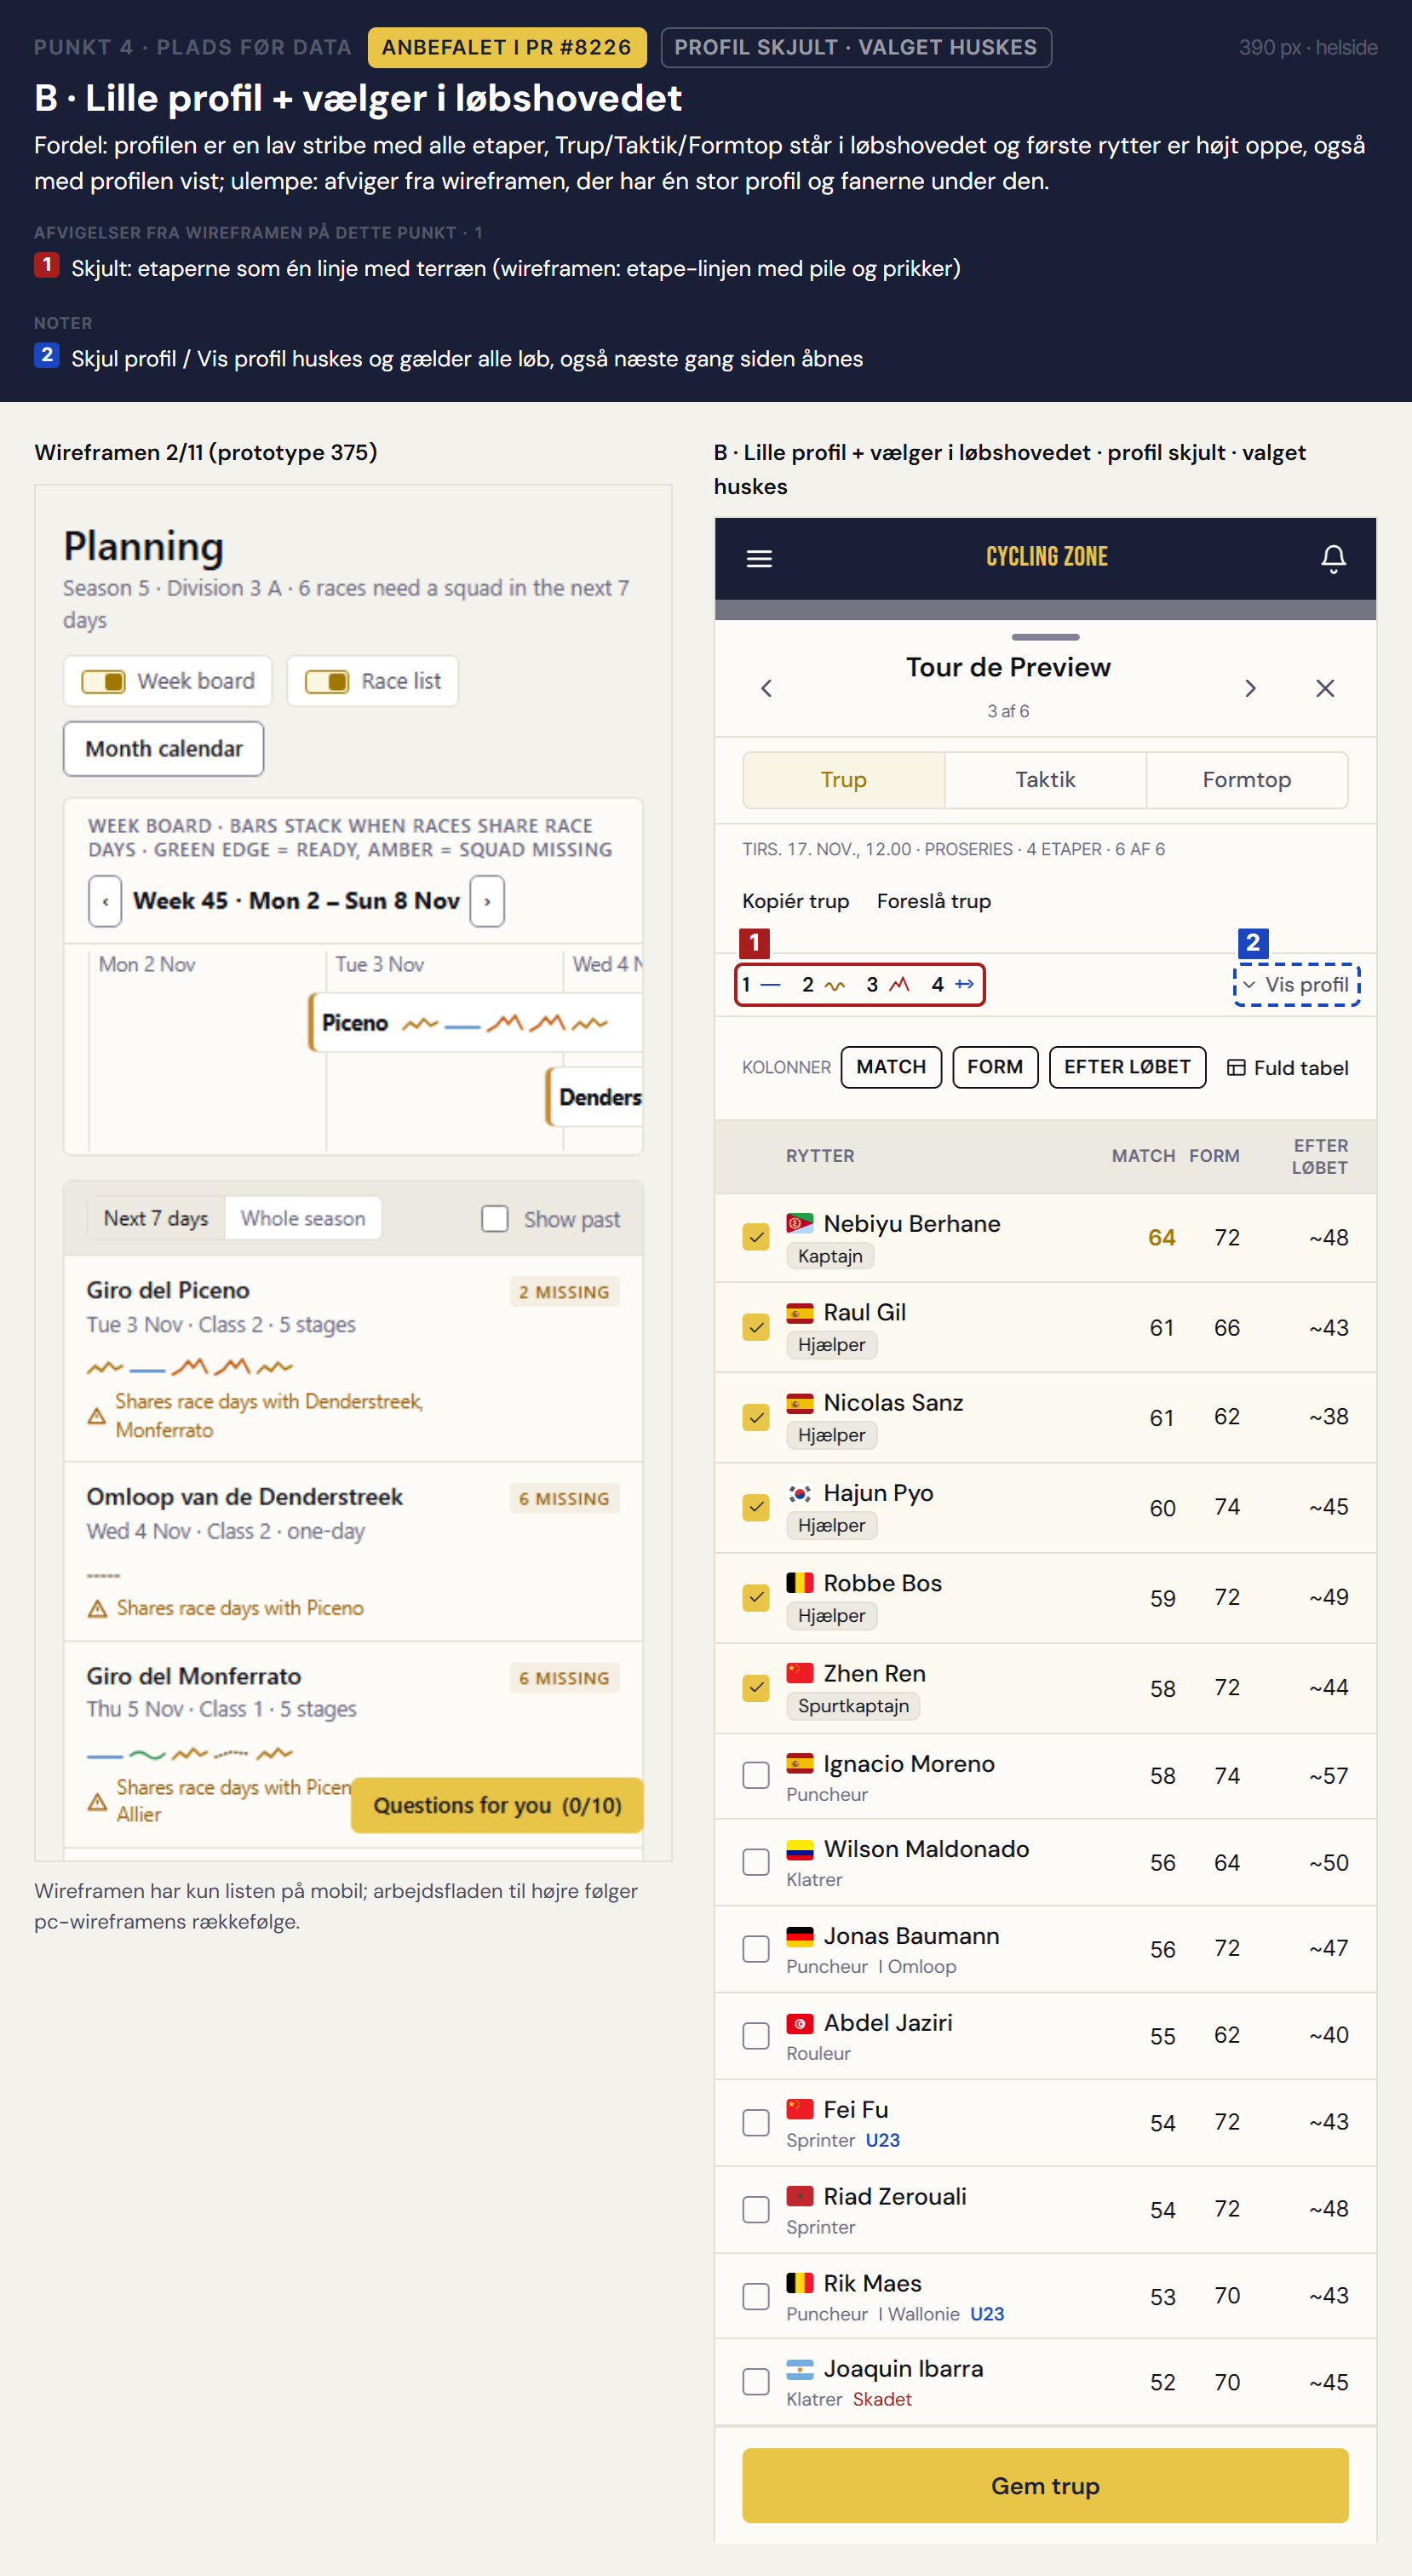 PUNKT 4 · PLADS FØR DATA
ANBEFALET I PR #8226
PROFIL SKJULT · VALGET HUSKES
390 px · helside
B · Lille profil + vælger i løbshovedet
Fordel: profilen er en lav stribe med alle etaper, Trup/Taktik/Formtop står i løbshovedet og første rytter er højt oppe, også
med profilen vist; ulempe: afviger fra wireframen, der har én stor profil og fanerne under den.
AFVIGELSER FRA WIREFRAMEN PÅ DETTE PUNKT · 1
1 Skjult: etaperne som én linje med terræn (wireframen: etape-linjen med pile og prikker)
NOTER
2 Skjul profil / Vis profil huskes og gælder alle løb, også næste gang siden åbnes
Wireframen 2/11 (prototype 375)
Planning
Season 5 · Division 3 A · 6 races need a squad in the next 7
days
Week board
Race list
Month calendar
WEEK BOARD · BARS STACK WHEN RACES SHARE RACE
DAYS · GREEN EDGE = READY, AMBER = SQUAD MISSING
‹ Week 45 · Mon 2 – Sun 8 Nov ›
Mon 2 Nov
Tue 3 Nov
Wed 4 N
Piceno
Denders
Next 7 days
Whole season
Show past
Giro del Piceno
2 MISSING
Tue 3 Nov · Class 2 · 5 stages
Shares race days with Denderstreek,
Monferrato
Omloop van de Denderstreek
6 MISSING
Wed 4 Nov · Class 2 · one-day
Shares race days with Piceno
Giro del Monferrato
6 MISSING
Thu 5 Nov · Class 1 · 5 stages
Shares race days with Picen
Allier
Questions for you (0/10)
Wireframen har kun listen på mobil; arbejdsfladen til højre følger
pc-wireframens rækkefølge.
B · Lille profil + vælger i løbshovedet · profil skjult · valget
huskes
CYCLING ZONE
Tour de Preview
3 af 6
Trup
Taktik
Formtop
TIRS. 17. NOV., 12.00 · PROSERIES · 4 ETAPER · 6 AF 6
Kopiér trup
Foreslå trup
1
2
1 2 3 4
Vis profil
KOLONNER
MATCH
FORM
EFTER LØBET
Fuld tabel
RYTTER MATCH FORM EFTER
LØBET
Nebiyu Berhane 64 72 ~48
Kaptajn
Raul Gil 61 66 ~43
Hjælper
Nicolas Sanz 61 62 ~38
Hjælper
Hajun Pyo 60 74 ~45
Hjælper
Robbe Bos 59 72 ~49
Hjælper
Zhen Ren 58 72 ~44
Spurtkaptajn
Ignacio Moreno 58 74 ~57
Puncheur
Wilson Maldonado 56 64 ~50
Klatrer
Jonas Baumann 56 72 ~47
Puncheur I Omloop
Abdel Jaziri 55 62 ~40
Rouleur
Fei Fu 54 72 ~43
Sprinter U23
Riad Zerouali 54 72 ~48
Sprinter
Rik Maes 53 70 ~43
Puncheur I Wallonie U23
Joaquin Ibarra 52 70 ~45
Klatrer Skadet
Gem trup